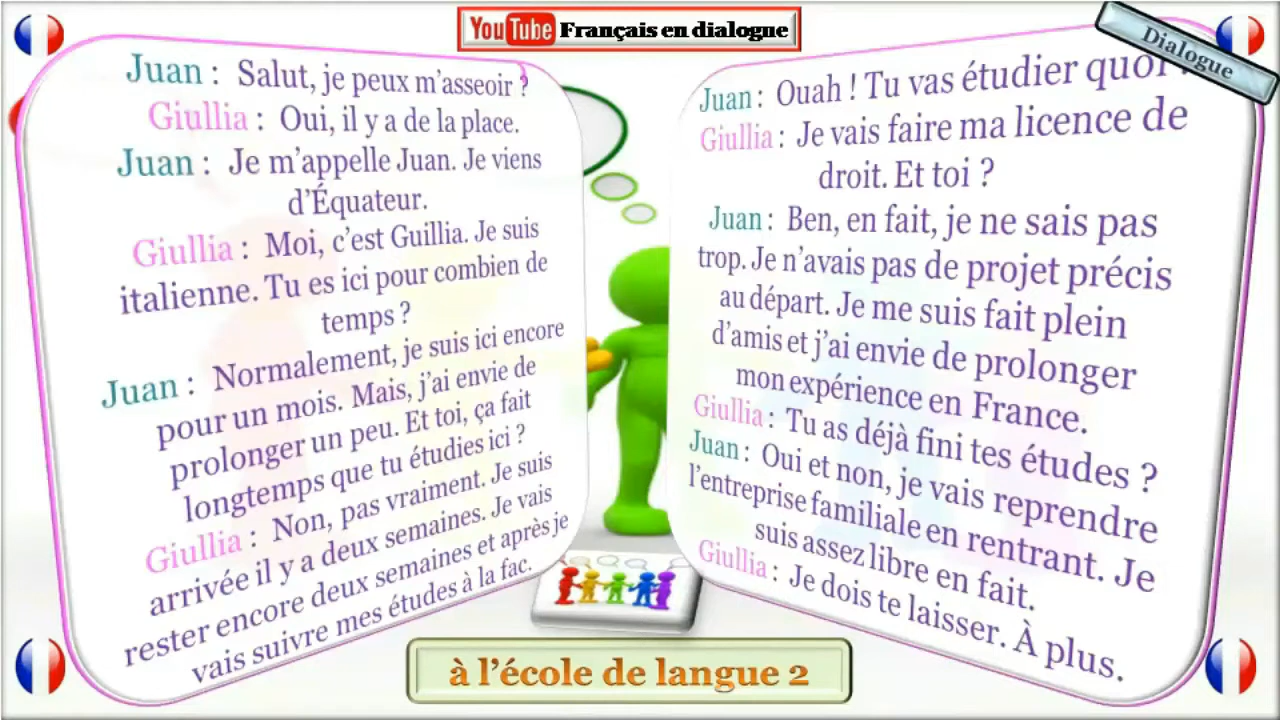 YouTube Français en dialogue
Dialogue
Juan : Salut, je peux m’asseoir ?
Giullia : Oui, il y a de la place.
Juan : Je m’appelle Juan. Je viens
d’Équateur.
Giullia : Moi, c’est Guillia. Je suis
italienne. Tu es ici pour combien de
temps ?
Juan : Normalement, je suis ici encore
pour un mois. Mais, j’ai envie de
prolonger un peu. Et toi, ça fait
longtemps que tu étudies ici ?
Giullia : Non, pas vraiment. Je suis
arrivée il y a deux semaines. Je vais
rester encore deux semaines et après je
vais suivre mes études à la fac.
Juan : Ouah ! Tu vas étudier quoi ?
Giullia : Je vais faire ma licence de
droit. Et toi ?
Juan : Ben, en fait, je ne sais pas
trop. Je n’avais pas de projet précis
au départ. Je me suis fait plein
d’amis et j’ai envie de prolonger
mon expérience en France.
Giullia : Tu as déjà fini tes études ?
Juan : Oui et non, je vais reprendre
l’entreprise familiale en rentrant. Je
suis assez libre en fait.
Giullia : Je dois te laisser. À plus.
à l’école de langue 2